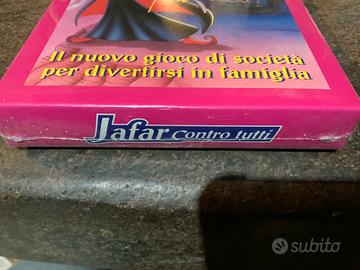 Il nuovo gioco di società
per divertirsi in famiglia
Jafar contro tutti
subito